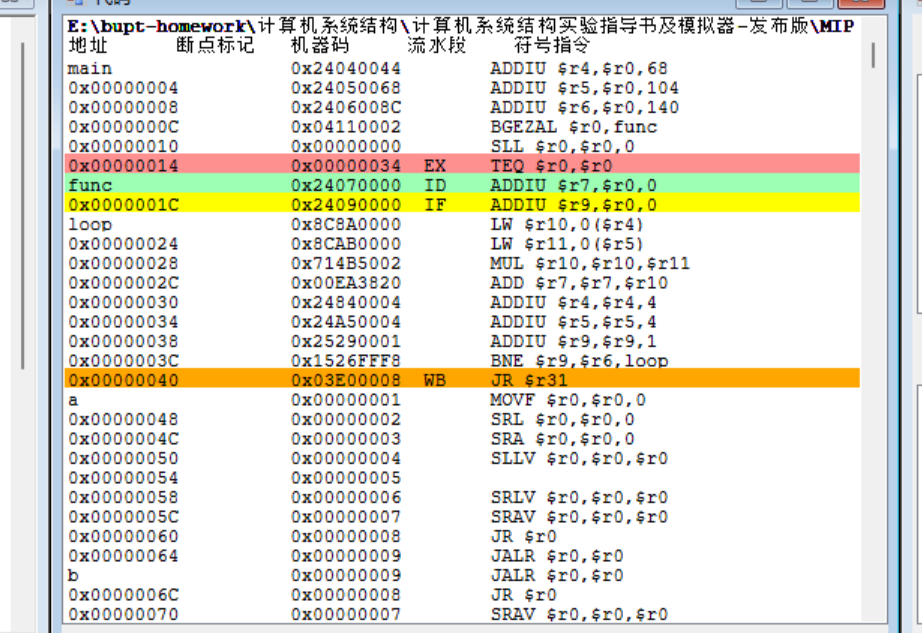 代码
E:\bupt-homework\计算机系统结构\计算机系统结构实验指导书及模拟器-发布版\MIP
地址 断点标记 机器码 流水段 符号指令
main 0x24040044 ADDIU $r4,$r0,68
0x00000004 0x24050068 ADDIU $r5,$r0,104
0x00000008 0x2406008C ADDIU $r6,$r0,140
0x0000000C 0x04110002 BGEZAL $r0,func
0x00000010 0x00000000 SLL $r0,$r0,0
0x00000014 0x00000034 EX TEQ $r0,$r0
func 0x24070000 ID ADDIU $r7,$r0,0
0x0000001C 0x24090000 IF ADDIU $r9,$r0,0
loop 0x8C8A0000 LW $r10,0($r4)
0x00000024 0x8CAB0000 LW $r11,0($r5)
0x00000028 0x714B5002 MUL $r10,$r10,$r11
0x0000002C 0x00EA3820 ADD $r7,$r7,$r10
0x00000030 0x24840004 ADDIU $r4,$r4,4
0x00000034 0x24A50004 ADDIU $r5,$r5,4
0x00000038 0x25290001 ADDIU $r9,$r9,1
0x0000003C 0x1526FFF8 BNE $r9,$r6,loop
0x00000040 0x03E00008 WB JR $r31
a 0x00000001 MOVF $r0,$r0,0
0x00000048 0x00000002 SRL $r0,$r0,0
0x0000004C 0x00000003 SRA $r0,$r0,0
0x00000050 0x00000004 SLLV $r0,$r0,$r0
0x00000054 0x00000005
0x00000058 0x00000006 SRLV $r0,$r0,$r0
0x0000005C 0x00000007 SRAV $r0,$r0,$r0
0x00000060 0x00000008 JR $r0
0x00000064 0x00000009 JALR $r0,$r0
b 0x00000009 JALR $r0,$r0
0x0000006C 0x00000008 JR $r0
0x00000070 0x00000007 SRAV $r0,$r0,$r0